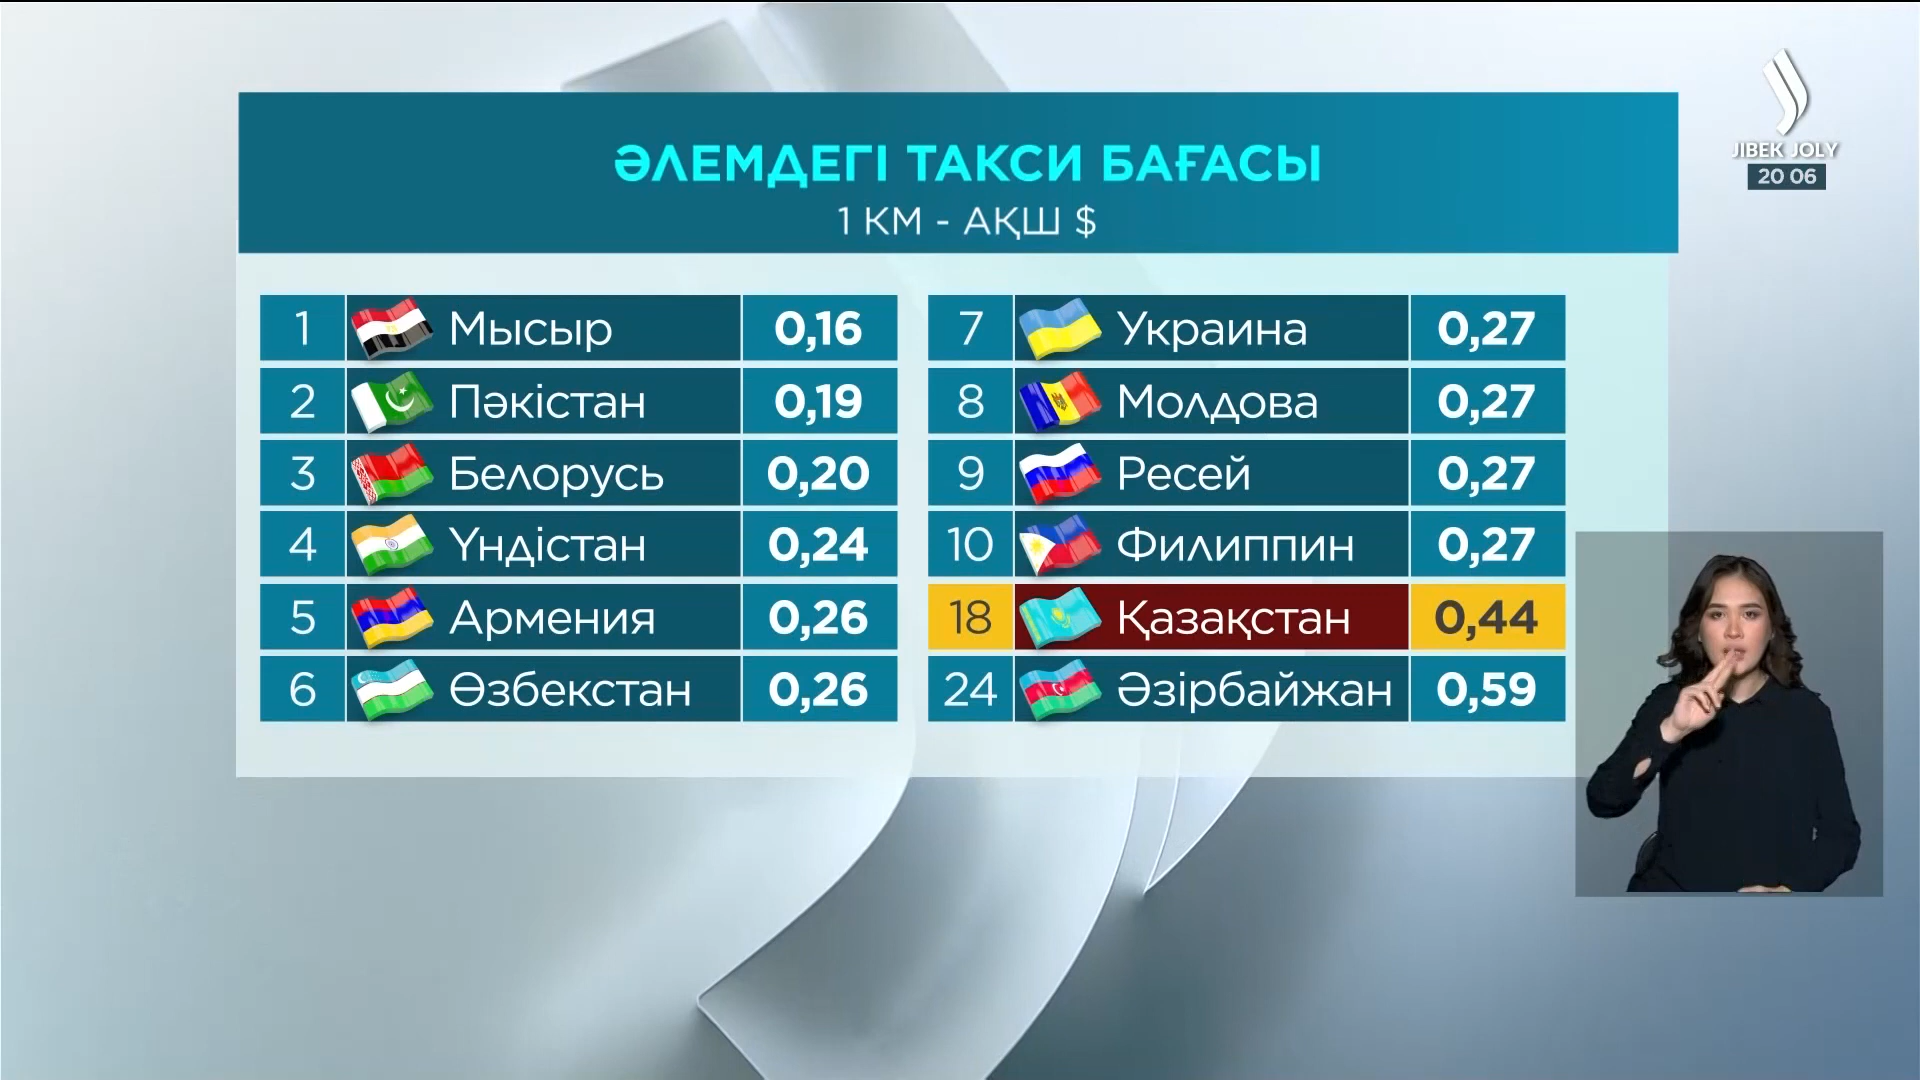 ӘЛЕМДЕГІ ТАКСИ БАҒАСЫ
1 КМ - АҚШ $
JIBEK JOLY
20 06
1 Мысыр 0,16
2 Пәкістан 0,19
3 Белорусь 0,20
4 Үндістан 0,24
5 Армения 0,26
6 Өзбекстан 0,26
7 Украина 0,27
8 Молдова 0,27
9 Ресей 0,27
10 Филиппин 0,27
18 Қазақстан 0,44
24 Әзірбайжан 0,59